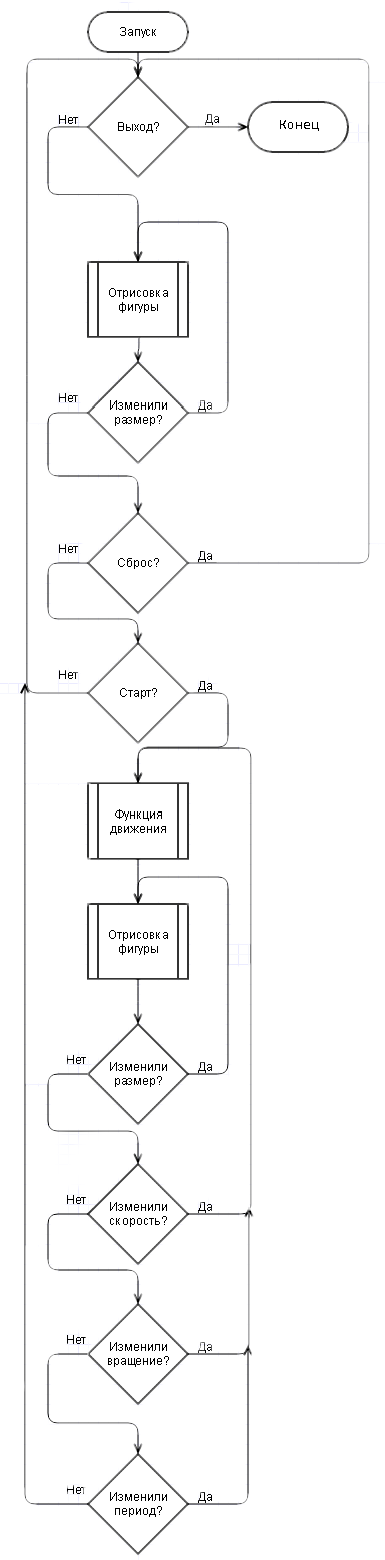 Запуск
Нет
Выход?
Да
Конец
Отрисовка
фигуры
Нет
Изменили
размер?
Да
Нет
Сброс?
Да
Нет
Старт?
Да
Функция
движения
Отрисовка
фигуры
Нет
Изменили
размер?
Да
Нет
Изменили
скорость?
Да
Нет
Изменили
вращение?
Да
Нет
Изменили
период?
Да